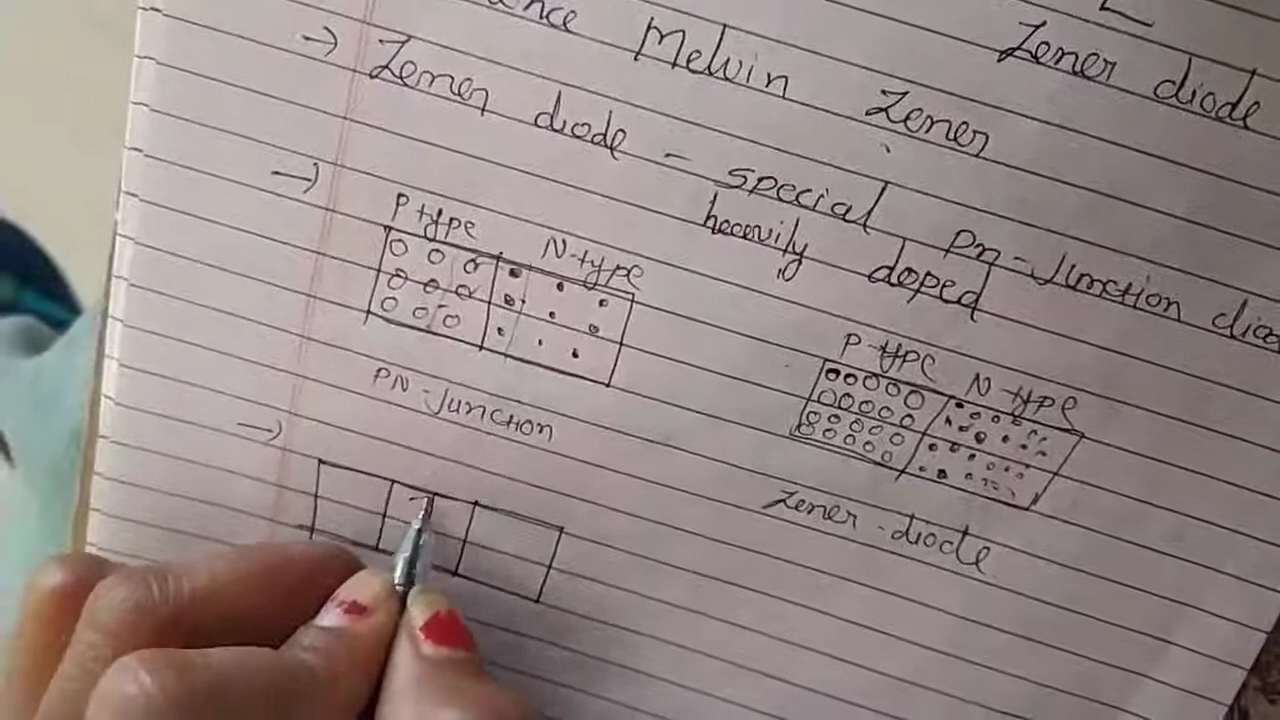 Zener diode
Melvin Zener
→ Zener diode - special Pn-Junction
heavily doped
→ P type N-type
PN-Junction
P-type N-type
Zener-diode
→